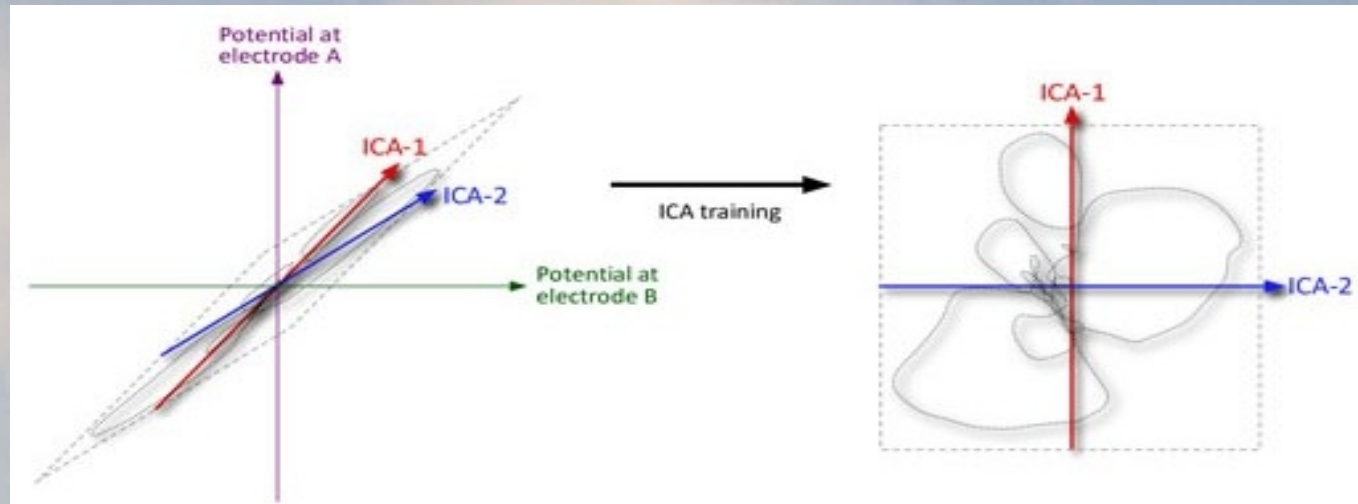 Potential at
electrode A
ICA-1
ICA-2
Potential at
electrode B
ICA training
ICA-1
ICA-2